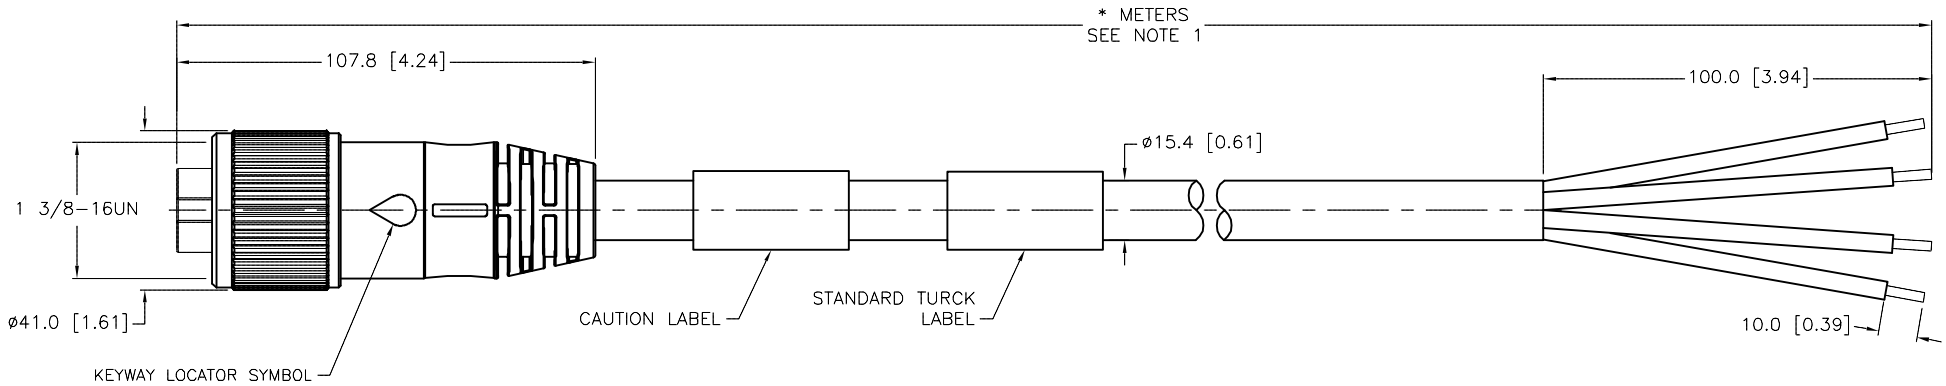 * METERS
SEE NOTE 1
107.8 [4.24]
100.0 [3.94]
ø15.4 [0.61]
1 3/8-16UN
ø41.0 [1.61]
STANDARD TURCK
LABEL
CAUTION LABEL
10.0 [0.39]
KEYWAY LOCATOR SYMBOL